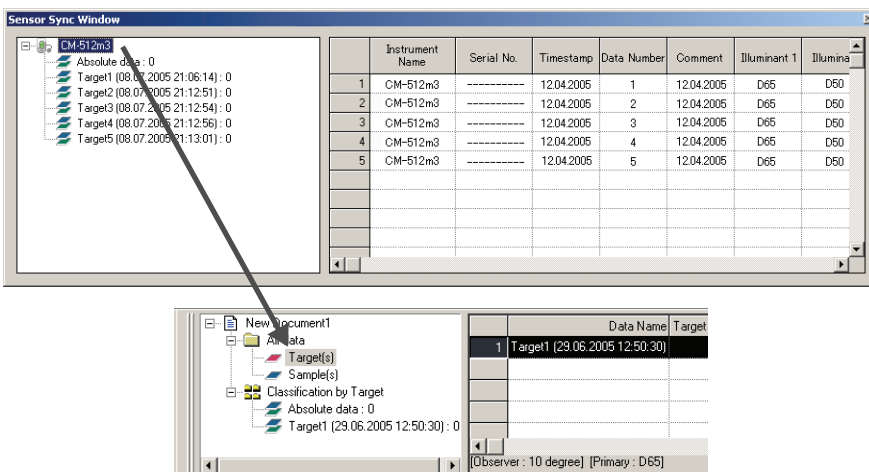 Sensor Sync Window
CM-512m3
Absolute data : 0
Target1 (08.07.2005 21:06:14) : 0
Target2 (08.07.2005 21:12:51) : 0
Target3 (08.07.2005 21:12:54) : 0
Target4 (08.07.2005 21:12:56) : 0
Target5 (08.07.2005 21:13:01) : 0
Instrument Name Serial No. Timestamp Data Number Comment Illuminant 1 Illumina
1 CM-512m3 ---------- 12.04.2005 1 12.04.2005 D65 D50
2 CM-512m3 ---------- 12.04.2005 2 12.04.2005 D65 D50
3 CM-512m3 ---------- 12.04.2005 3 12.04.2005 D65 D50
4 CM-512m3 ---------- 12.04.2005 4 12.04.2005 D65 D50
5 CM-512m3 ---------- 12.04.2005 5 12.04.2005 D65 D50
New Document1
All Data
Target(s)
Sample(s)
Classification by Target
Absolute data : 0
Target1 (29.06.2005 12:50:30) : 0
Data Name Target
1 Target1 (29.06.2005 12:50:30)
[Observer : 10 degree] [Primary : D65]